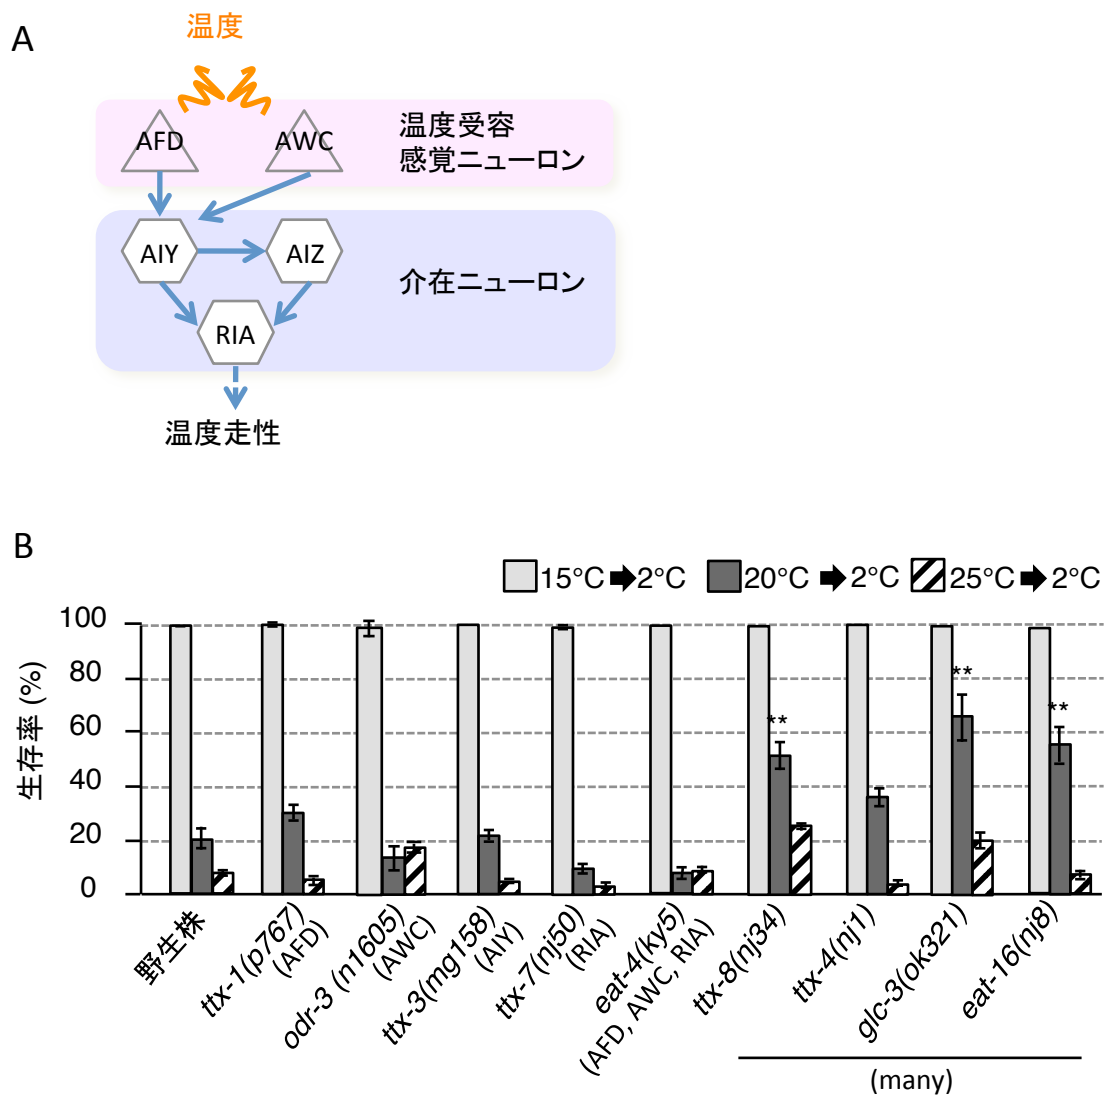 A
温度
AFD
AWC
温度受容
感覚ニューロン
AIY
AIZ
介在ニューロン
RIA
温度走性
B
15°C➡2°C
20°C ➡2°C
25°C➡2°C
生存率 (%)
100
80
60
40
20
0
**
**
**
野生株
ttx-1(p767)
(AFD)
odr-3 (n1605)
(AWC)
ttx-3(mg158)
(AIY)
ttx-7(nj50)
(RIA)
eat-4(ky5)
(AFD, AWC, RIA)
ttx-8(nj34)
ttx-4(nj1)
glc-3(ok321)
eat-16(nj8)
(many)